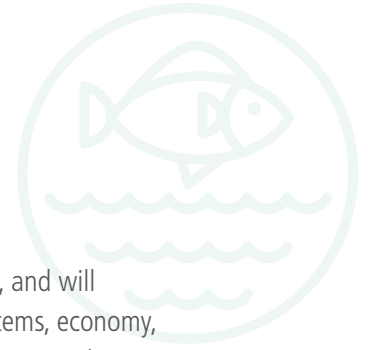 , and will
tems, economy,